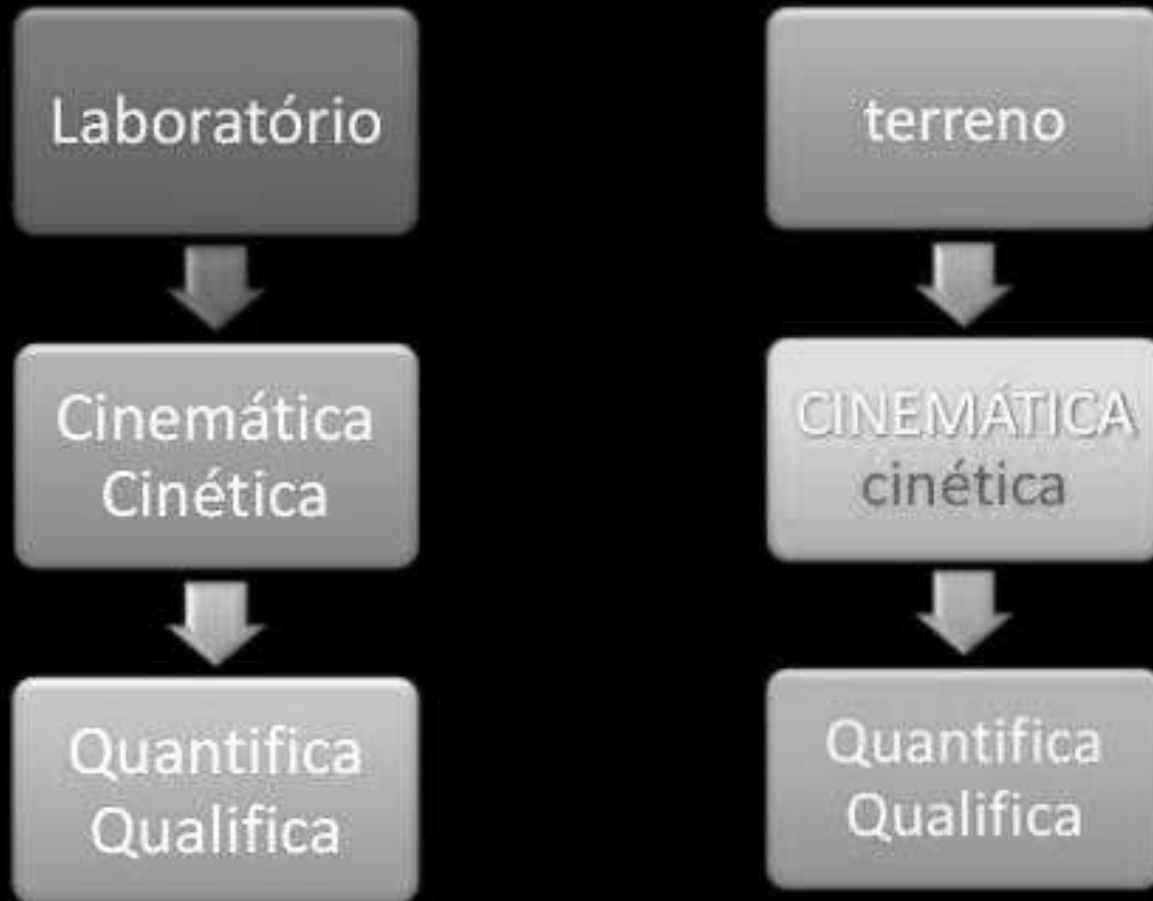 Laboratório
Cinemática
Cinética
Quantifica
Qualifica
terreno
CINEMÁTICA
cinética
Quantifica
Qualifica